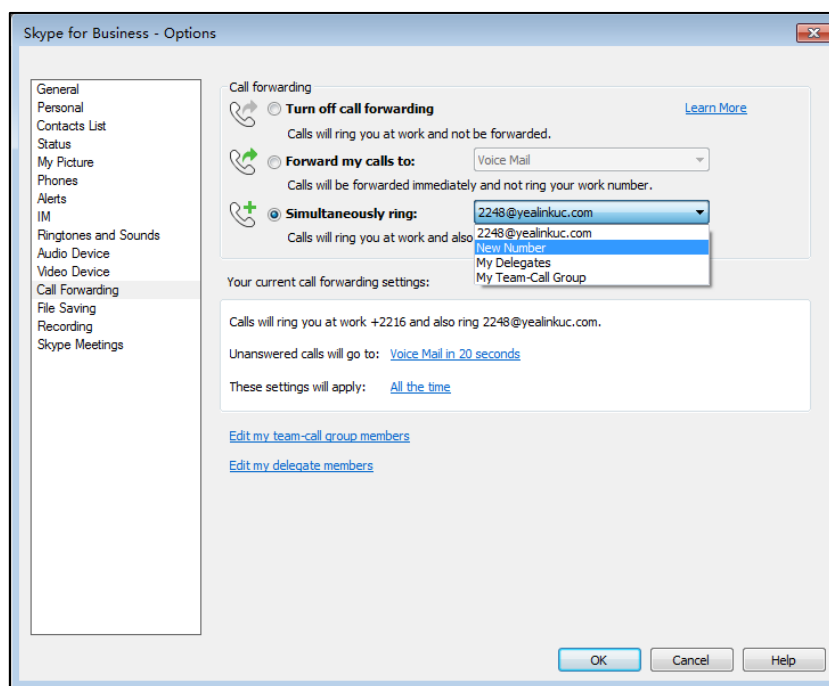 Skype for Business - Options
General
Personal
Contacts List
Status
My Picture
Phones
Alerts
IM
Ringtones and Sounds
Audio Device
Video Device
Call Forwarding
File Saving
Recording
Skype Meetings
Call forwarding
Turn off call forwarding
Learn More
Calls will ring you at work and not be forwarded.
Forward my calls to:
Voice Mail
Calls will be forwarded immediately and not ring your work number.
Simultaneously ring:
2248@yealinkuc.com
Calls will ring you at work and also
2248@yealinkuc.com
New Number
My Delegates
My Team-Call Group
Your current call forwarding settings:
Calls will ring you at work +2216 and also ring 2248@yealinkuc.com.
Unanswered calls will go to: Voice Mail in 20 seconds
These settings will apply: All the time
Edit my team-call group members
Edit my delegate members
OK Cancel Help